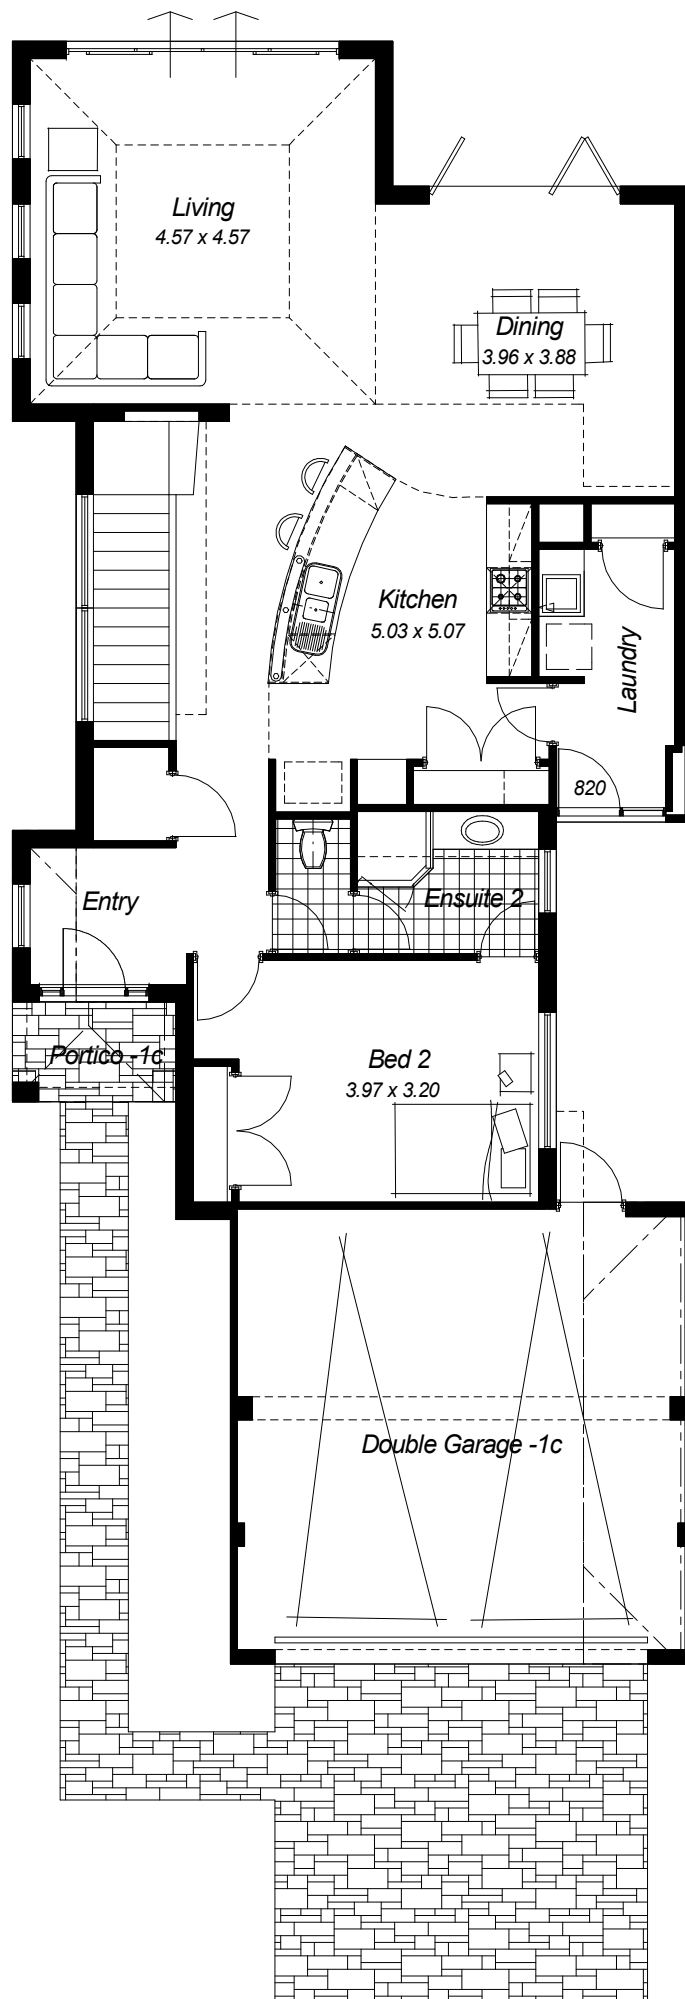 Living
4.57 x 4.57
Dining
3.96 x 3.88
Kitchen
5.03 x 5.07
Laundry
820
Entry
Ensuite 2
Portico -1c
Bed 2
3.97 x 3.20
Double Garage -1c